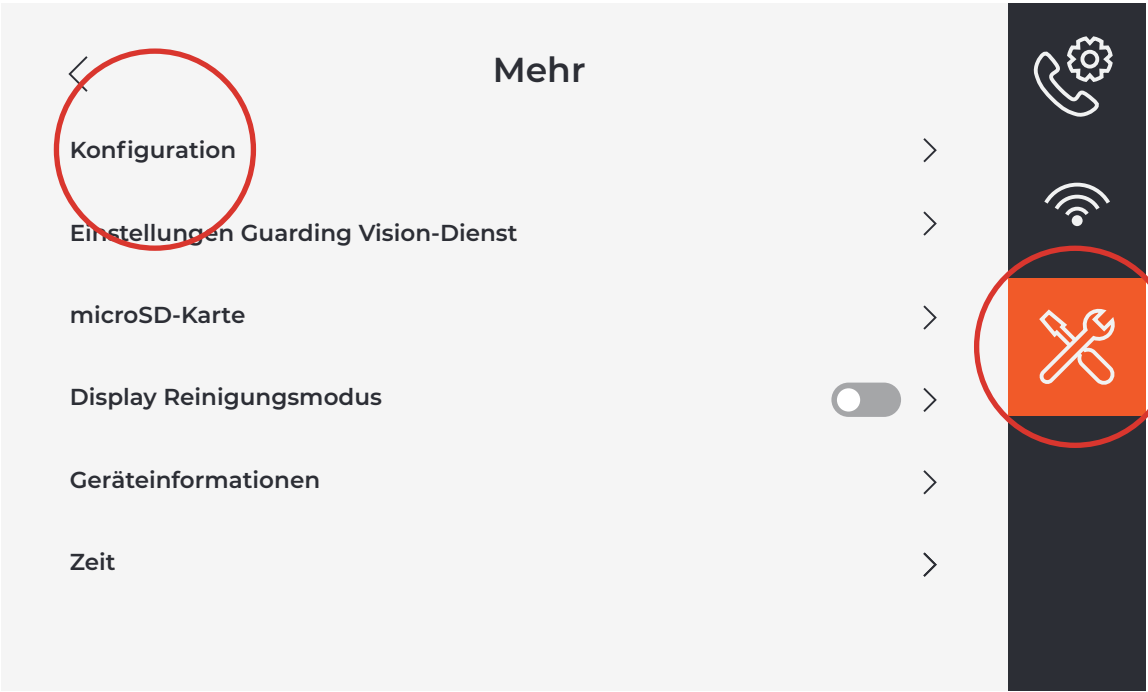 Mehr
Konfiguration
Einstellungen Guarding Vision-Dienst
microSD-Karte
Display Reinigungsmodus
Geräteinformationen
Zeit